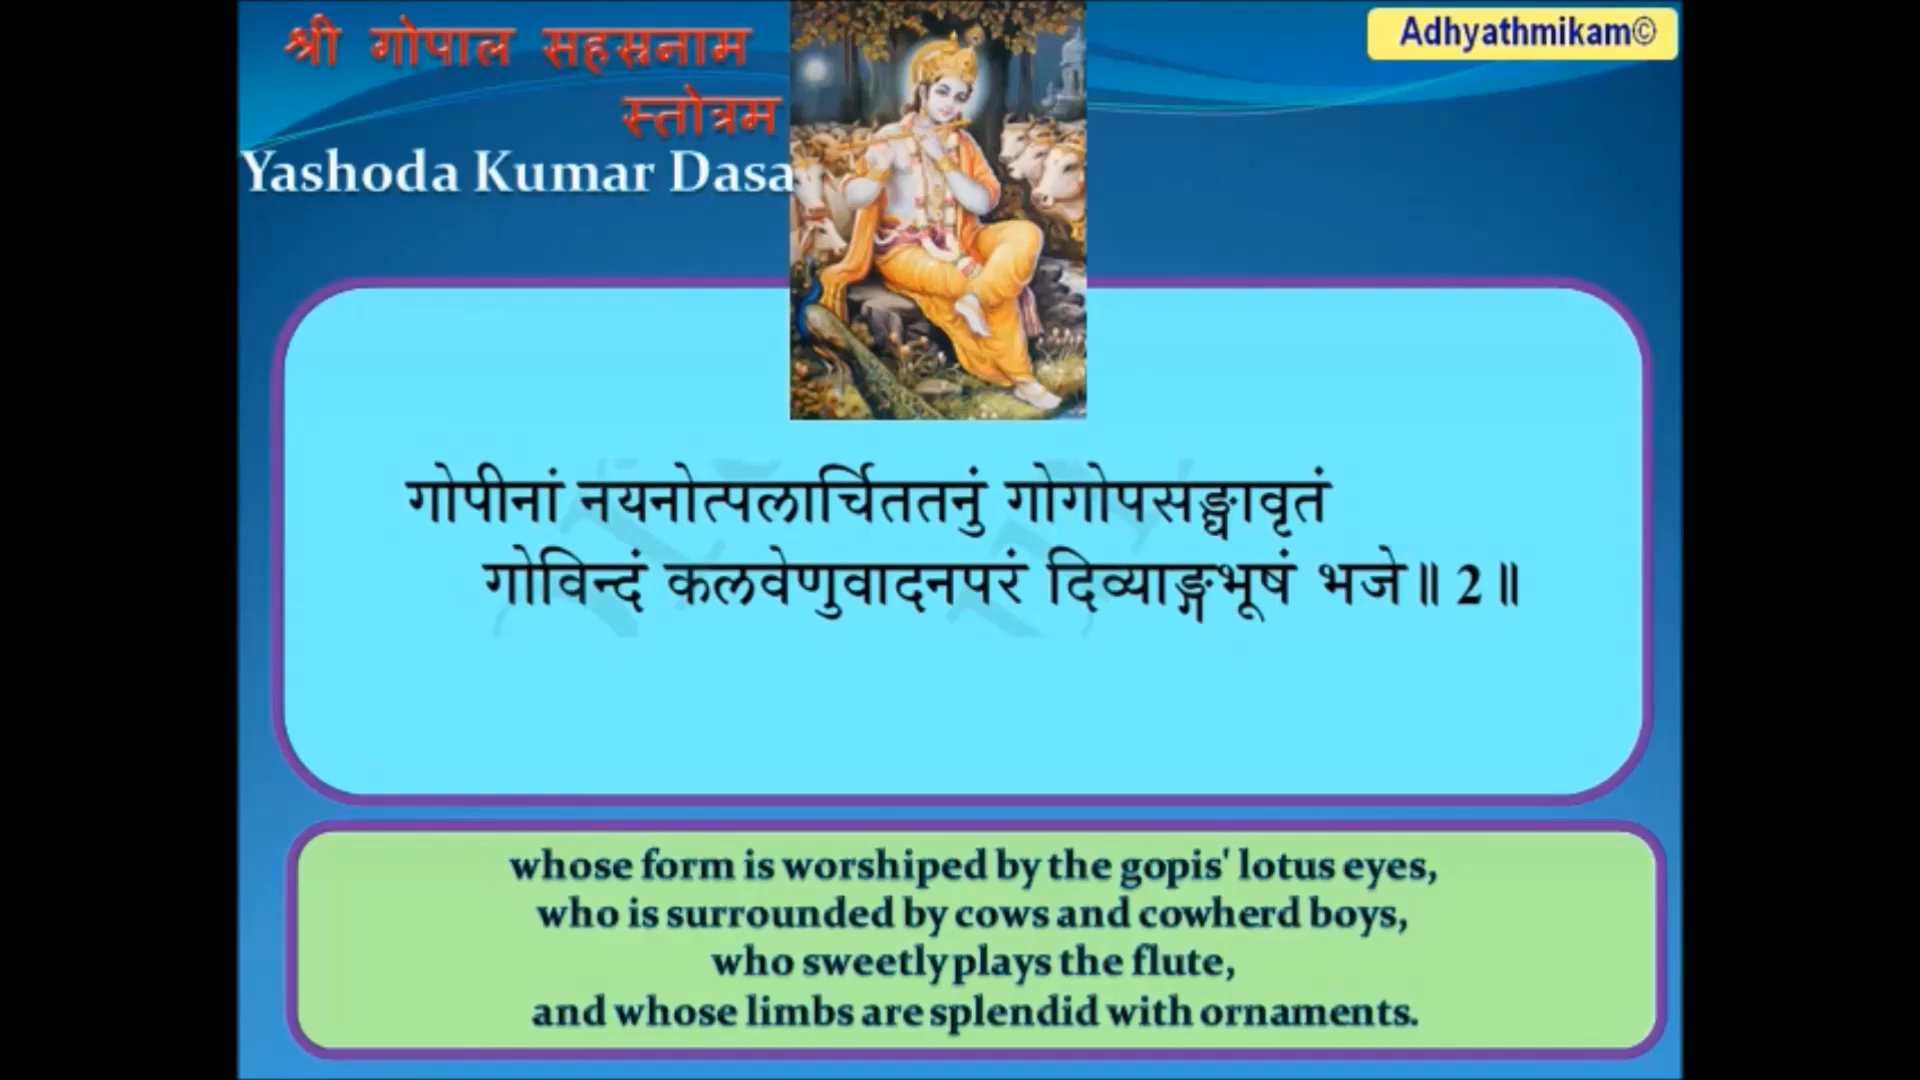 श्री गोपाल सहस्रनाम
स्तोत्रम
Yashoda Kumar Dasa
Adhyathmikam©
गोपीनां नयनोत्पलार्चिततनुं गोगोपसङ्घावृतं
गोविन्दं कलवेणुवादनपरं दिव्याङ्गभूषं भजे॥ 2॥
whose form is worshiped by the gopis' lotus eyes,
who is surrounded by cows and cowherd boys,
who sweetly plays the flute,
and whose limbs are splendid with ornaments.